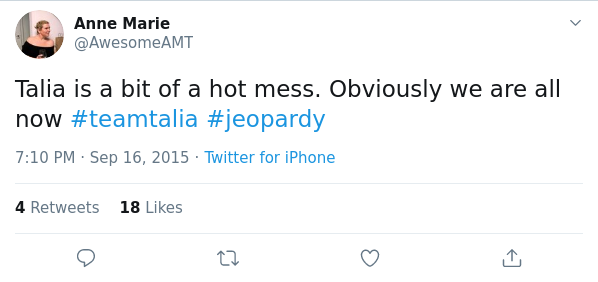 Anne Marie
@AwesomeAMT
Talia is a bit of a hot mess. Obviously we are all
now #teamtalia #jeopardy
7:10 PM · Sep 16, 2015 · Twitter for iPhone
4 Retweets 18 Likes